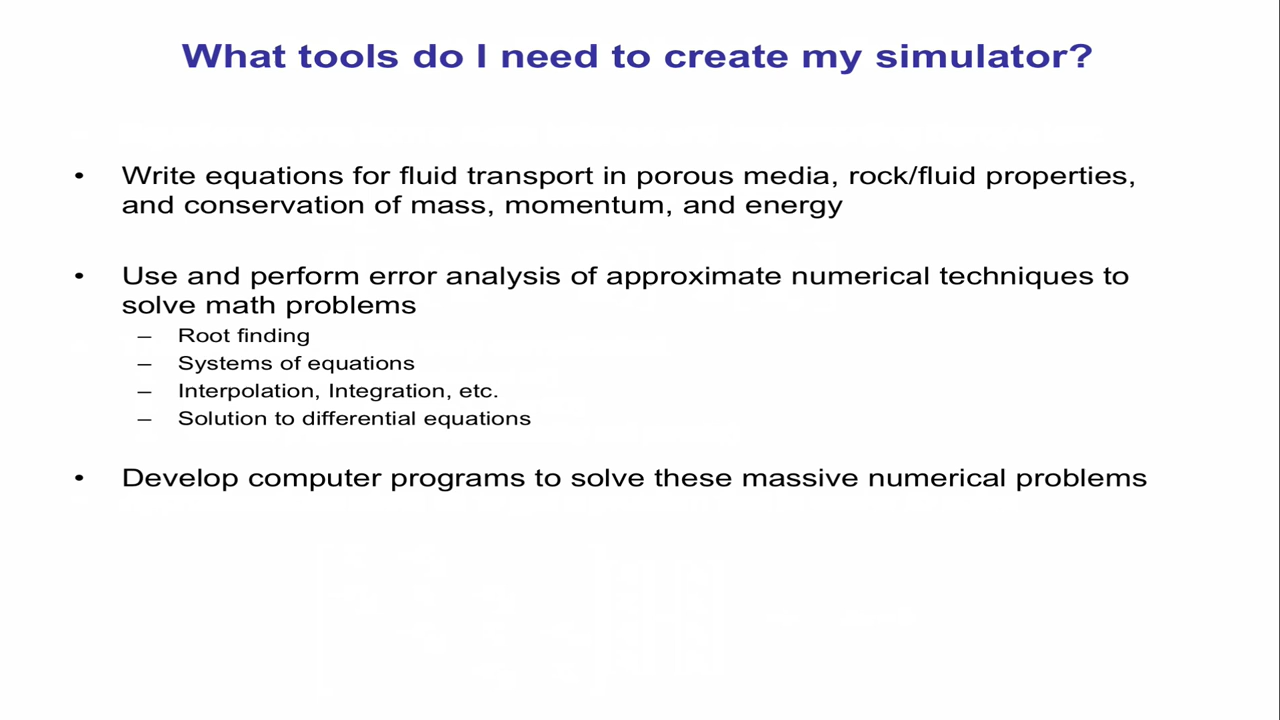 What tools do I need to create my simulator?
• Write equations for fluid transport in porous media, rock/fluid properties,
and conservation of mass, momentum, and energy
• Use and perform error analysis of approximate numerical techniques to
solve math problems
– Root finding
– Systems of equations
– Interpolation, Integration, etc.
– Solution to differential equations
• Develop computer programs to solve these massive numerical problems